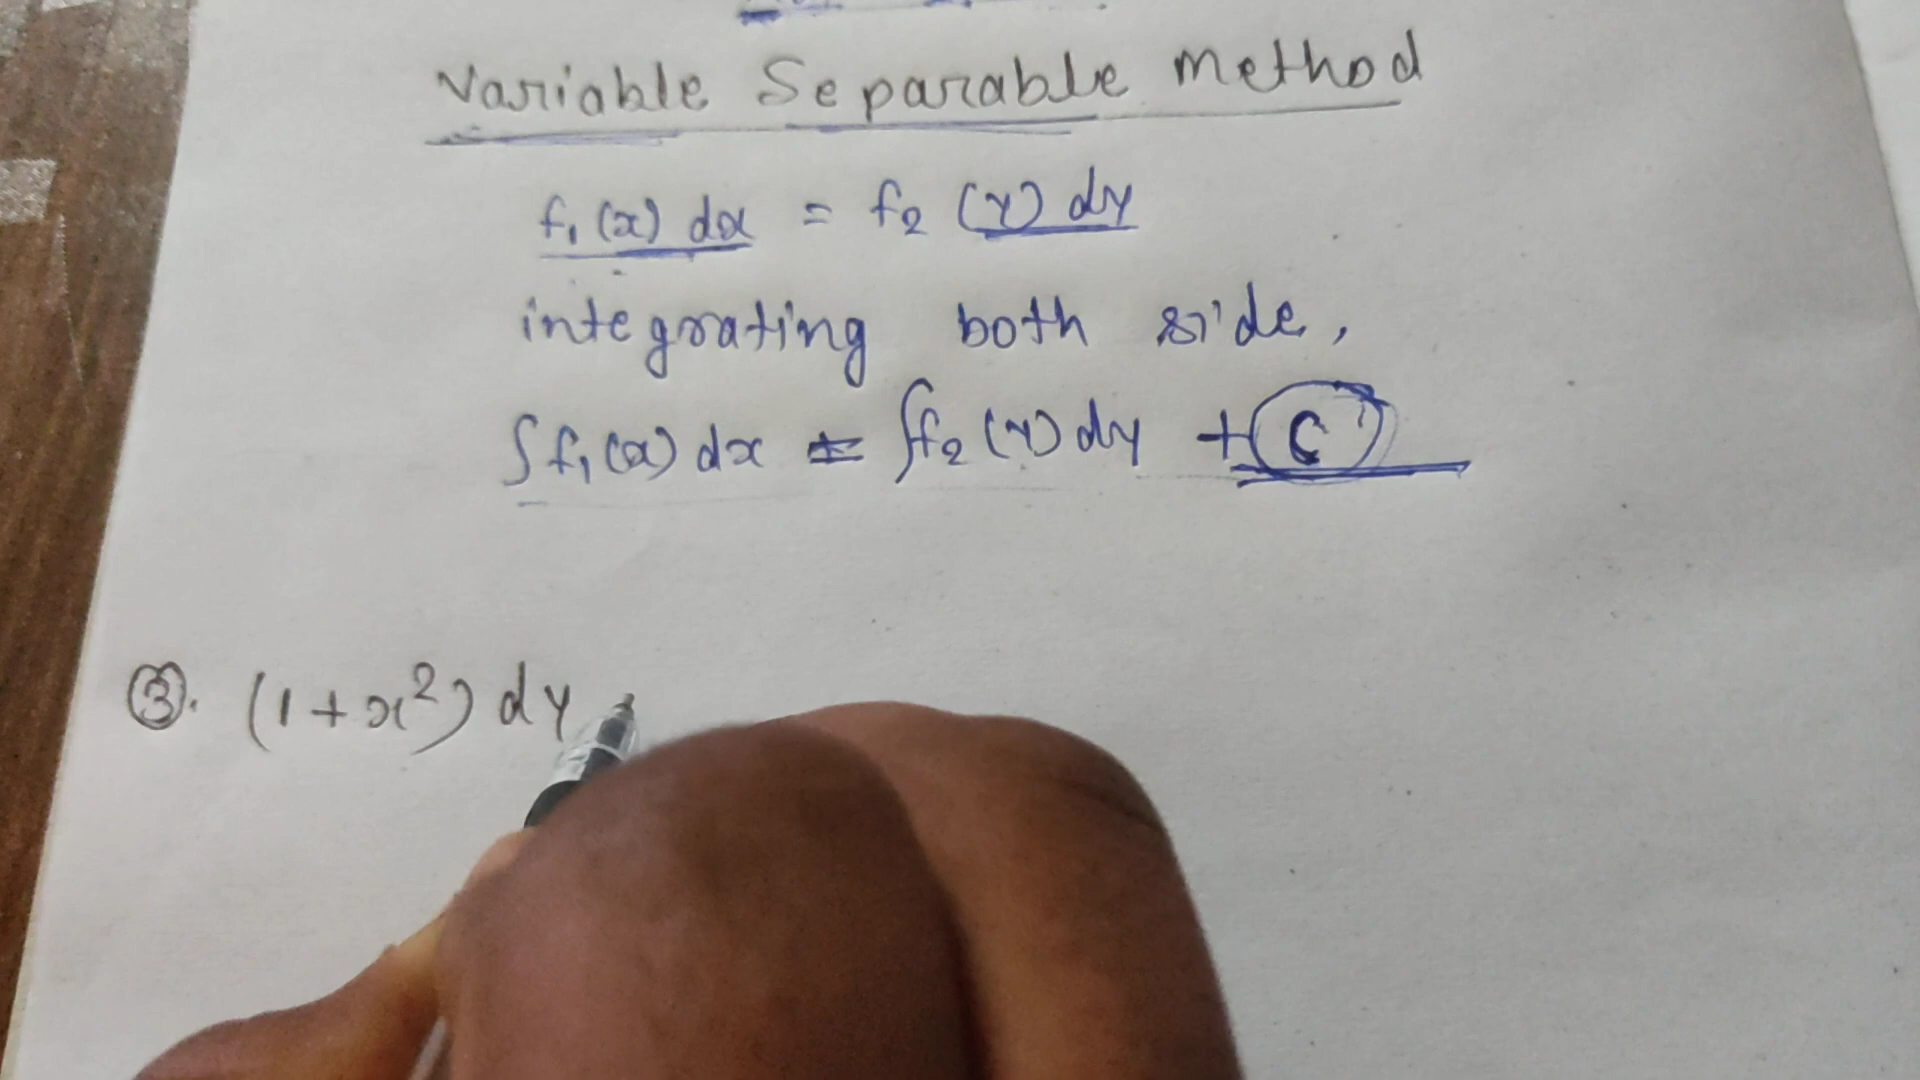 Variable Separable Method
f₁ (x) dx = f₂ (y) dy
integrating both side,
∫ f₁(x) dx = ∫f₂ (y) dy + C
③. (1+x²) dy